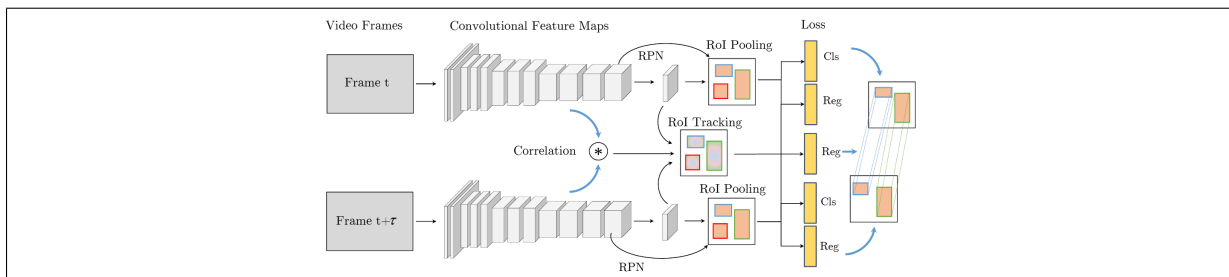 Video Frames
Convolutional Feature Maps
Loss
RoI Pooling
RPN
Cls
Frame t
Reg
RoI Tracking
Correlation
*
Reg
RoI Pooling
Cls
Frame t+τ
Reg
RPN